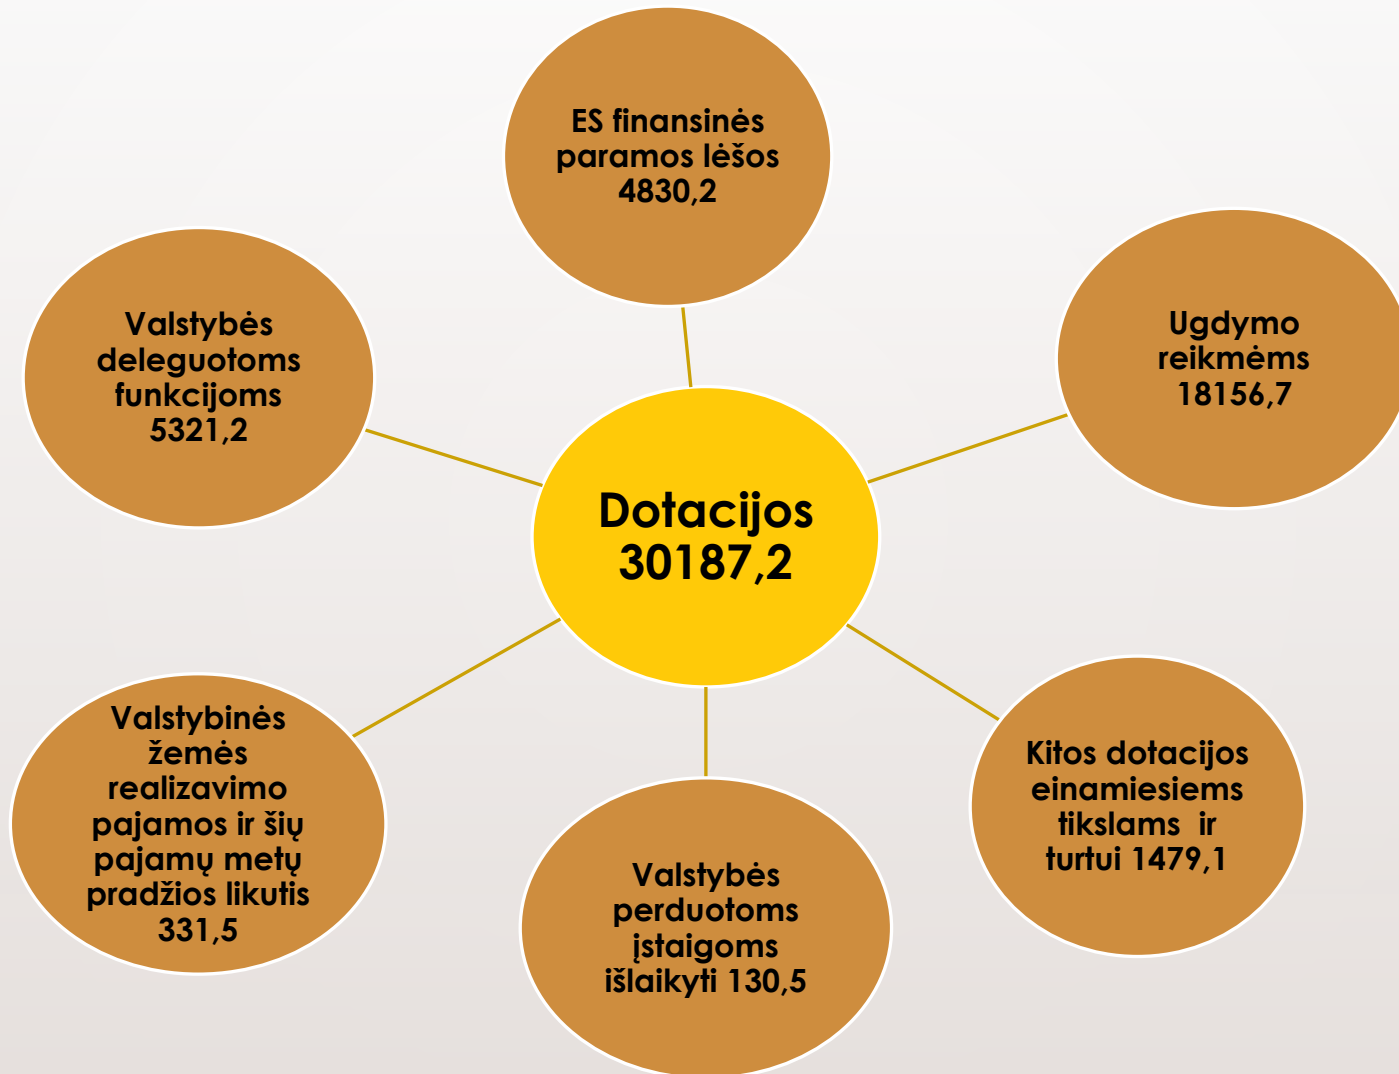 ES finansinės
paramos lėšos
4830,2
Ugdymo
reikmėms
18156,7
Valstybės
deleguotoms
funkcijoms
5321,2
Dotacijos
30187,2
Kitos dotacijos
einamiesiems
tikslams ir
turtui 1479,1
Valstybės
perduotoms
įstaigoms
išlaikyti 130,5
Valstybinės
žemės
realizavimo
pajamos ir šių
pajamų metų
pradžios likutis
331,5